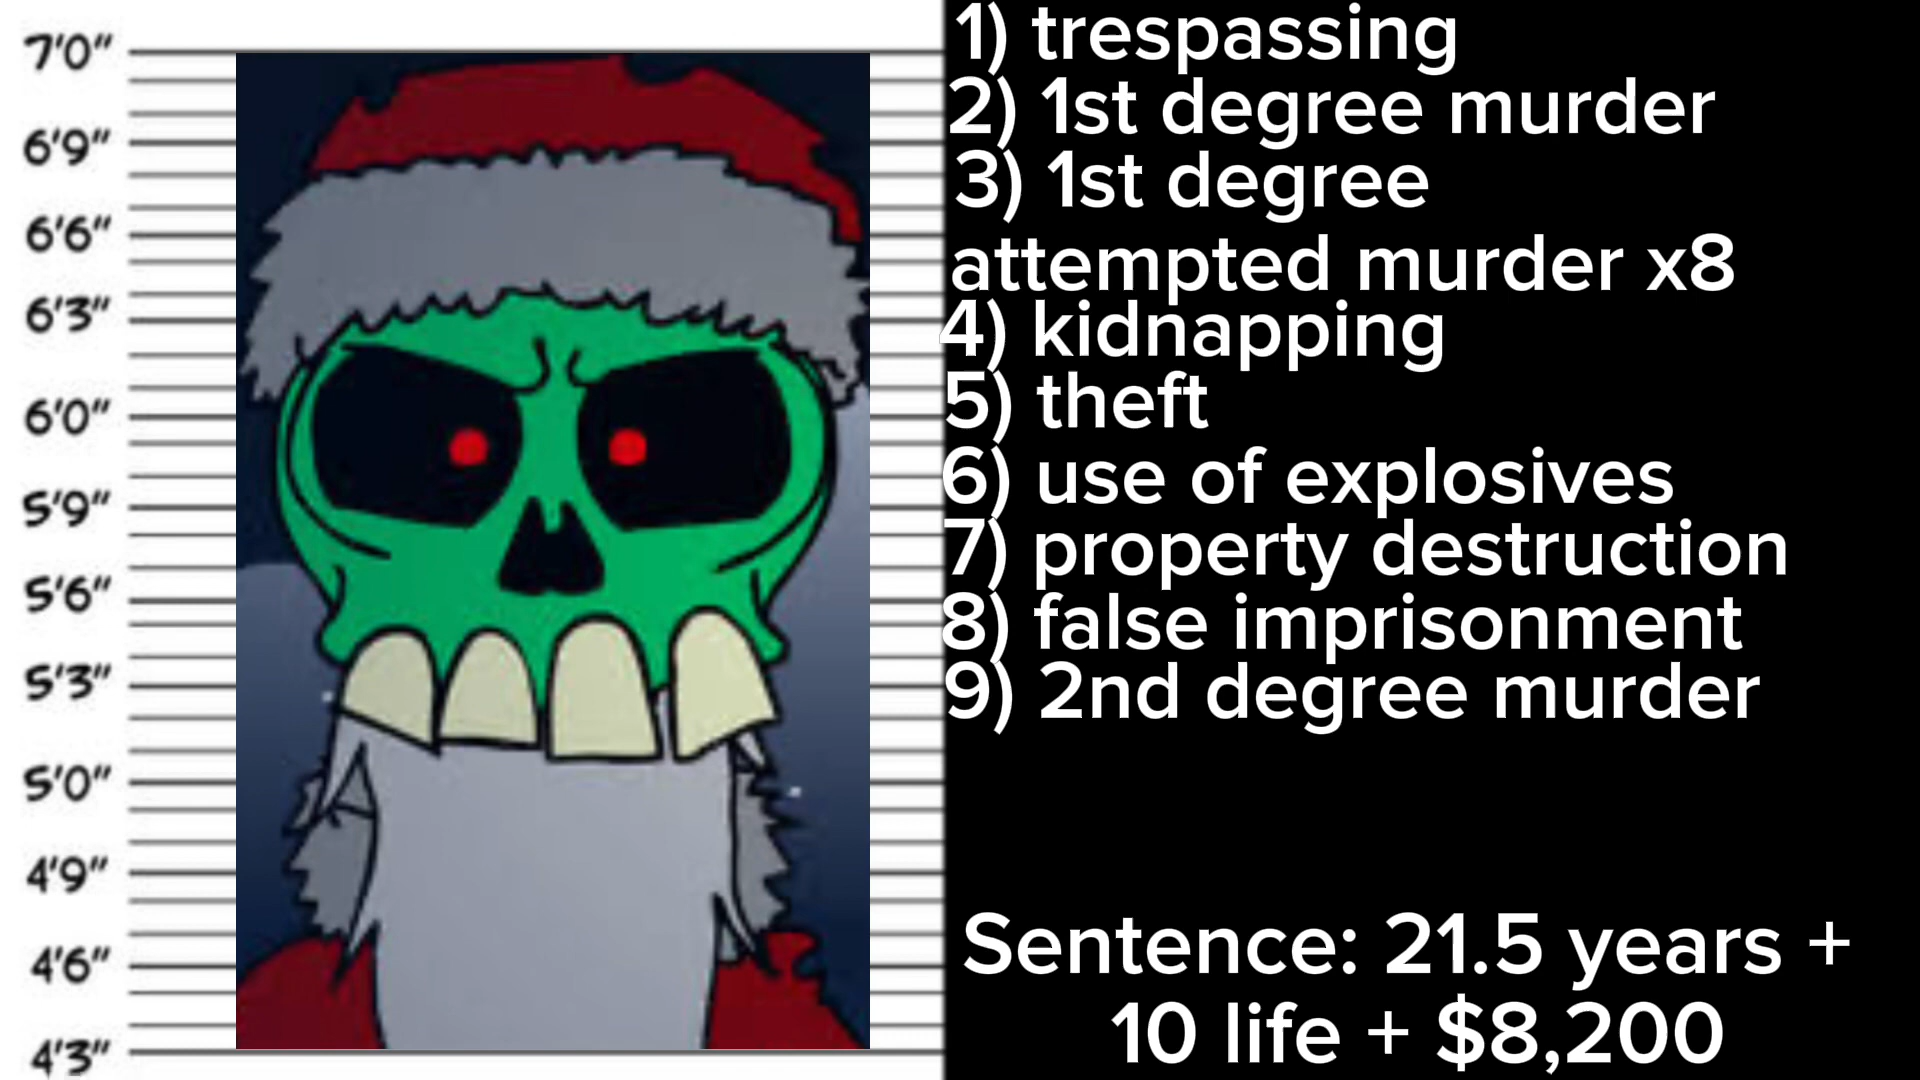 7'0"
6'9"
6'6"
6'3"
6'0"
5'9"
5'6"
5'3"
5'0"
4'9"
4'6"
4'3"
1) trespassing
2) 1st degree murder
3) 1st degree
attempted murder x8
4) kidnapping
5) theft
6) use of explosives
7) property destruction
8) false imprisonment
9) 2nd degree murder
Sentence: 21.5 years +
10 life + $8,200